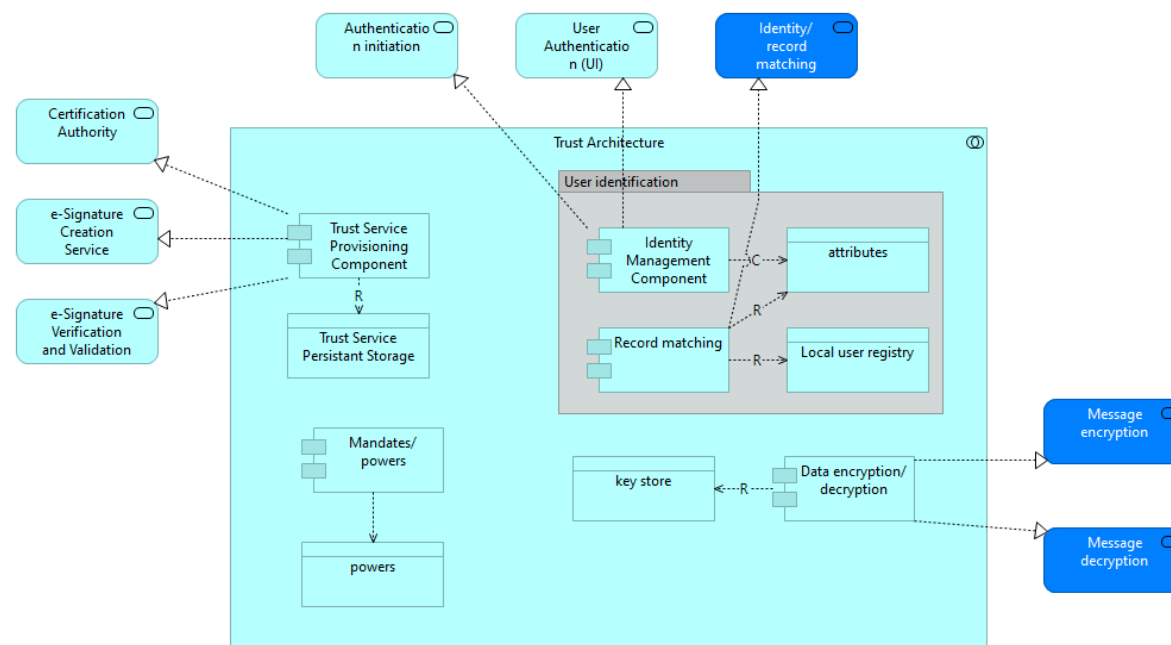 Authenticatio
n initiation
User
Authenticatio
n (UI)
Identity/
record
matching
Certification
Authority
e-Signature
Creation
Service
e-Signature
Verification
and Validation
Trust Architecture
User identification
Trust Service
Provisioning
Component
R
Trust Service
Persistant Storage
Identity
Management
Component
C
attributes
R
Record matching
R
Local user registry
Mandates/
powers
powers
key store
R
Data encryption/
decryption
Message
encryption
Message
decryption